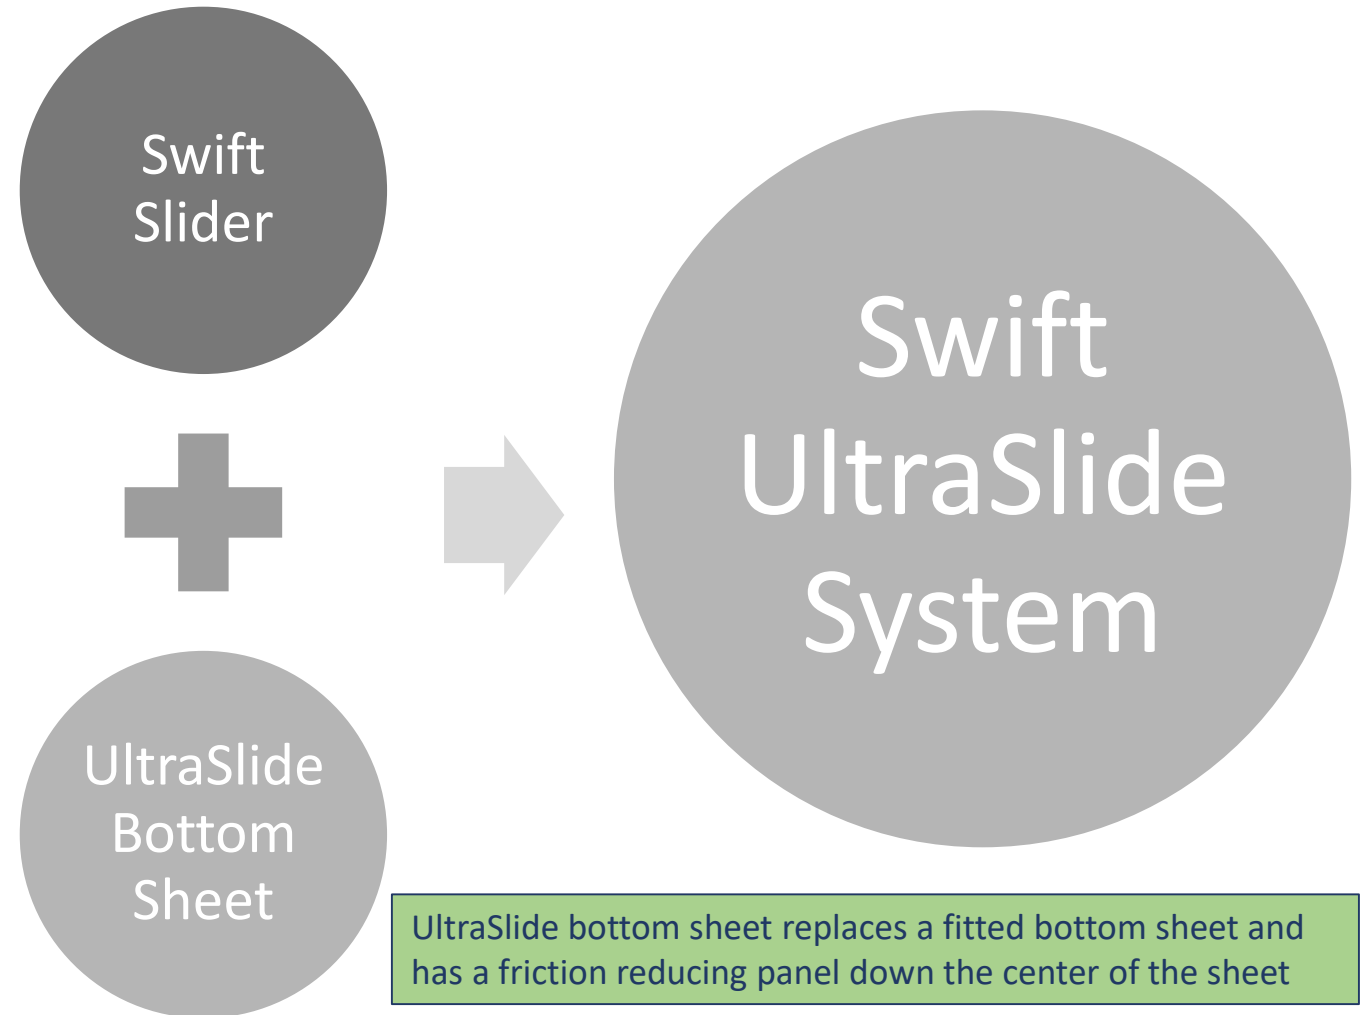 Swift
Slider
UltraSlide
Bottom
Sheet
Swift
UltraSlide
System
UltraSlide bottom sheet replaces a fitted bottom sheet and
has a friction reducing panel down the center of the sheet